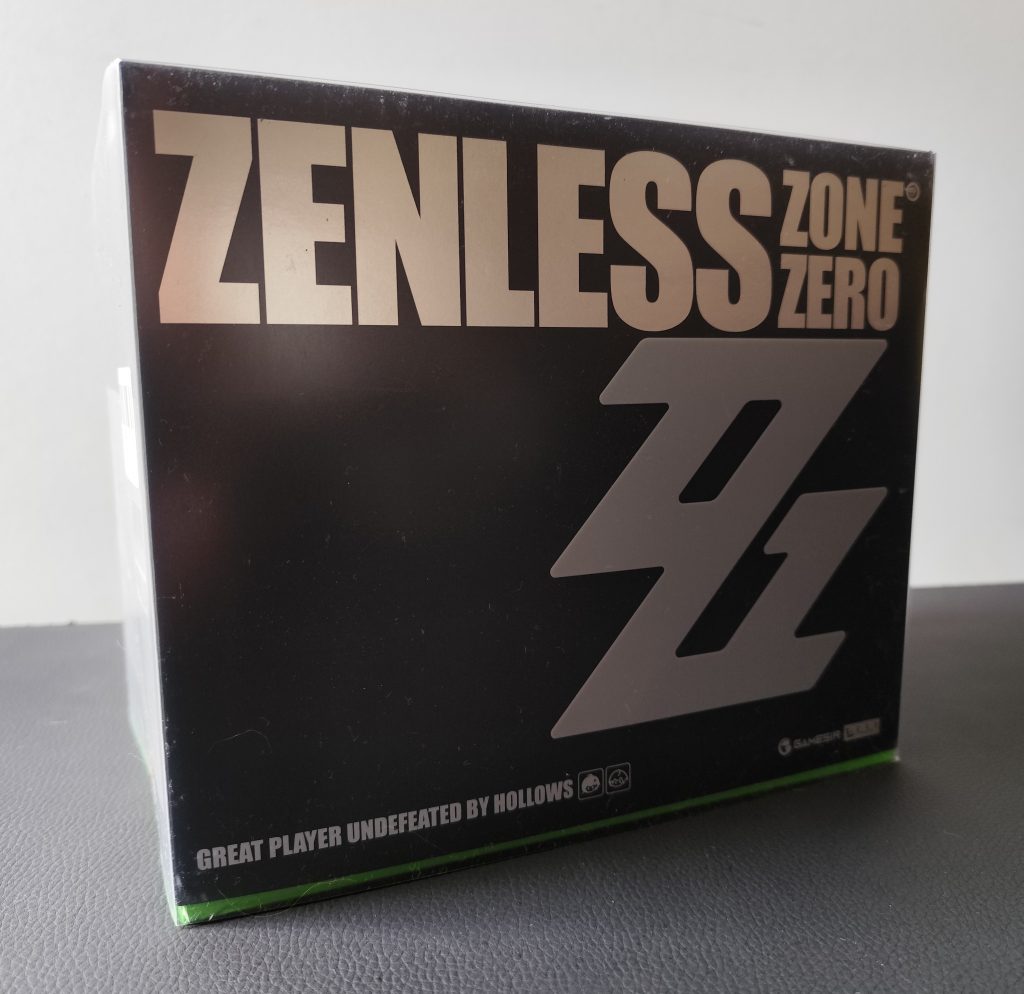 ZENLESS
ZONE
ZERO
GAMESIR
GREAT PLAYER UNDEFEATED BY HOLLOWS